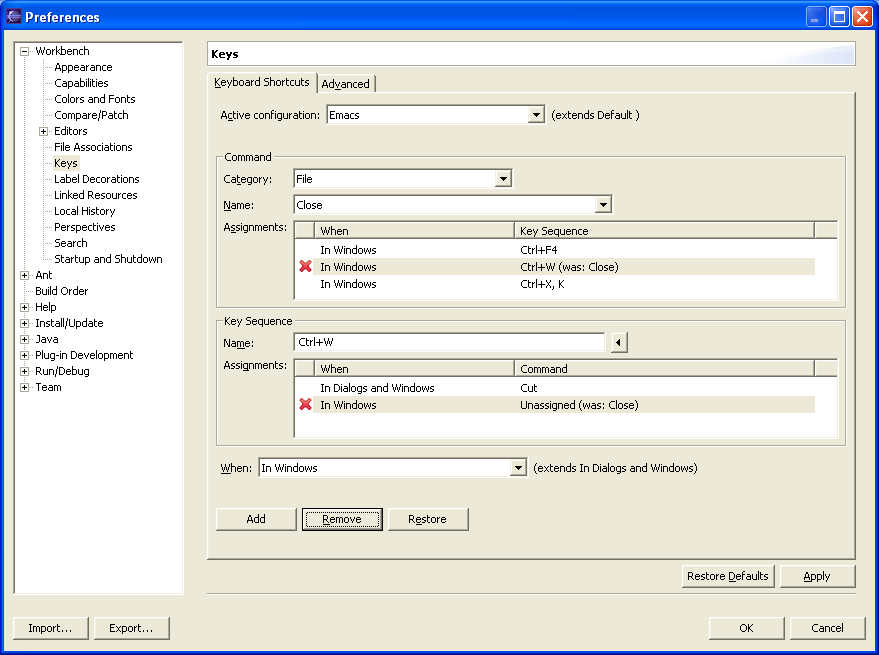 Preferences
Workbench
Appearance
Capabilities
Colors and Fonts
Compare/Patch
Editors
File Associations
Keys
Label Decorations
Linked Resources
Local History
Perspectives
Search
Startup and Shutdown
Ant
Build Order
Help
Install/Update
Java
Plug-in Development
Run/Debug
Team
Keys
Keyboard Shortcuts Advanced
Active configuration: Emacs (extends Default )
Command
Category: File
Name: Close
Assignments: When Key Sequence
In Windows Ctrl+F4
In Windows Ctrl+W (was: Close)
In Windows Ctrl+X, K
Key Sequence
Name: Ctrl+W
Assignments: When Command
In Dialogs and Windows Cut
In Windows Unassigned (was: Close)
When: In Windows (extends In Dialogs and Windows)
Add Remove Restore
Restore Defaults Apply
Import... Export... OK Cancel